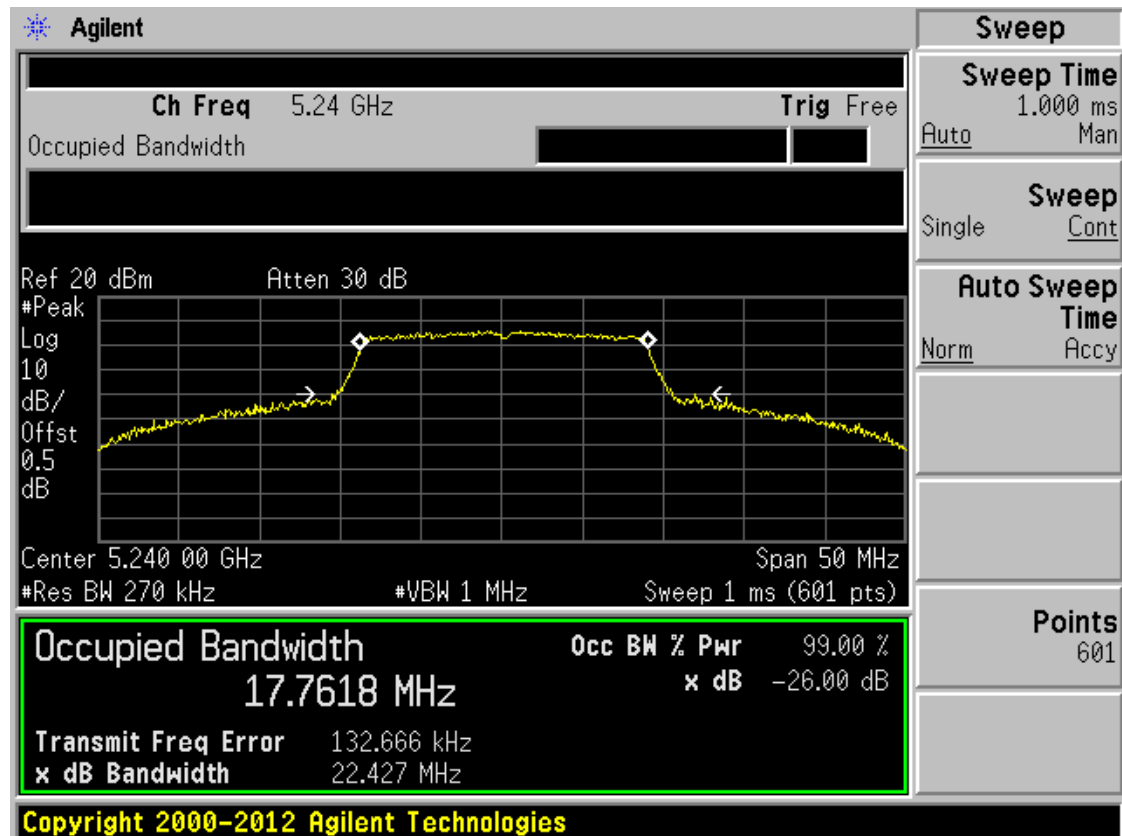 Agilent
Sweep
Sweep Time
1.000 ms
Auto Man
Ch Freq 5.24 GHz Trig Free
Occupied Bandwidth
Sweep
Single Cont
Ref 20 dBm Atten 30 dB
Auto Sweep
Time
Norm Accy
#Peak
Log
10
dB/
Offst
0.5
dB
Center 5.240 00 GHz Span 50 MHz
#Res BW 270 kHz #VBW 1 MHz Sweep 1 ms (601 pts)
Points
601
Occupied Bandwidth
17.7618 MHz
Occ BW % Pwr 99.00 %
x dB -26.00 dB
Transmit Freq Error 132.666 kHz
x dB Bandwidth 22.427 MHz
Copyright 2000-2012 Agilent Technologies